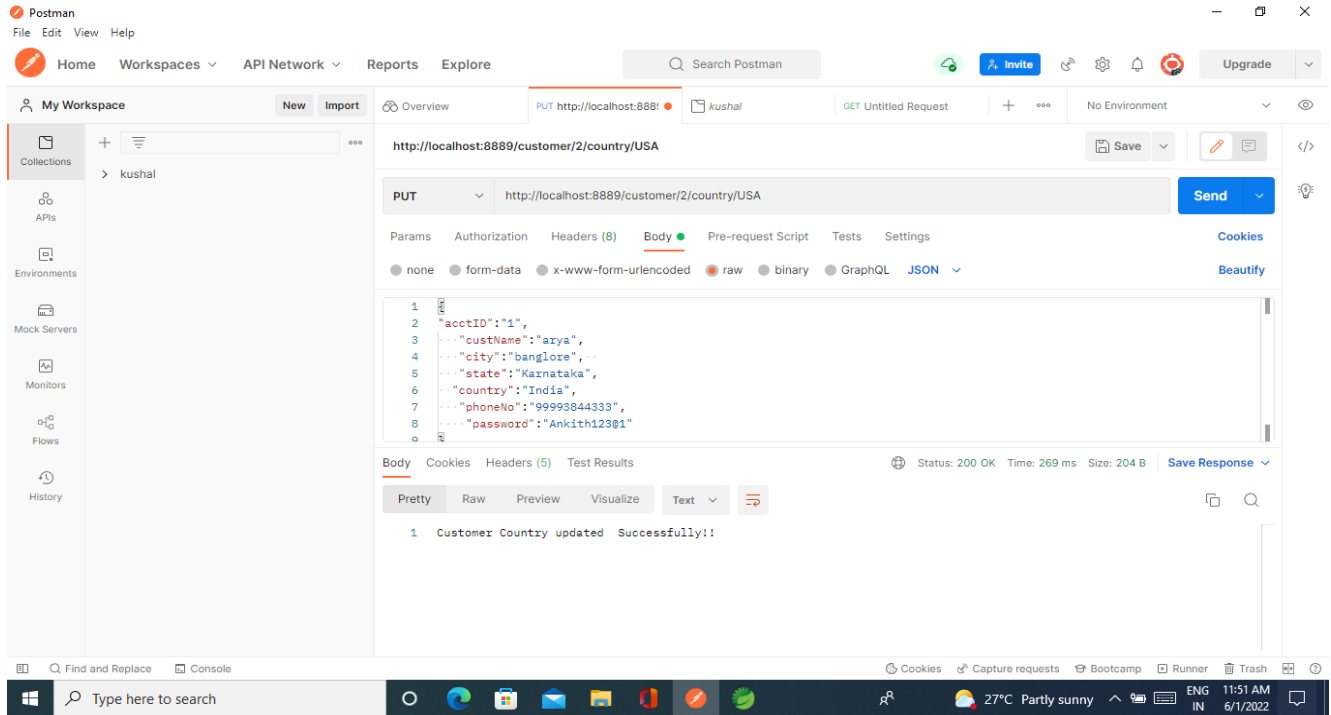 Postman
File Edit View Help
Home Workspaces API Network Reports Explore Search Postman Invite Upgrade
My Workspace New Import Overview PUT http://localhost:888 kushal GET Untitled Request No Environment
Collections
kushal
APIs
Environments
Mock Servers
Monitors
Flows
History
http://localhost:8889/customer/2/country/USA Save
PUT http://localhost:8889/customer/2/country/USA Send
Params Authorization Headers (8) Body Pre-request Script Tests Settings Cookies
none form-data x-www-form-urlencoded raw binary GraphQL JSON Beautify
1 {
2 "acctID":"1",
3 "custName":"arya",
4 "city":"banglore",
5 "state":"Karnataka",
6 "country":"India",
7 "phoneNo":"99993844333",
8 "password":"Ankith123@1"
9 }
Body Cookies Headers (5) Test Results Status: 200 OK Time: 269 ms Size: 204 B Save Response
Pretty Raw Preview Visualize Text
1 Customer Country updated  Successfully!!
Find and Replace Console Cookies Capture requests Bootcamp Runner Trash
Type here to search 27°C Partly sunny ENG 11:51 AM
IN 6/1/2022